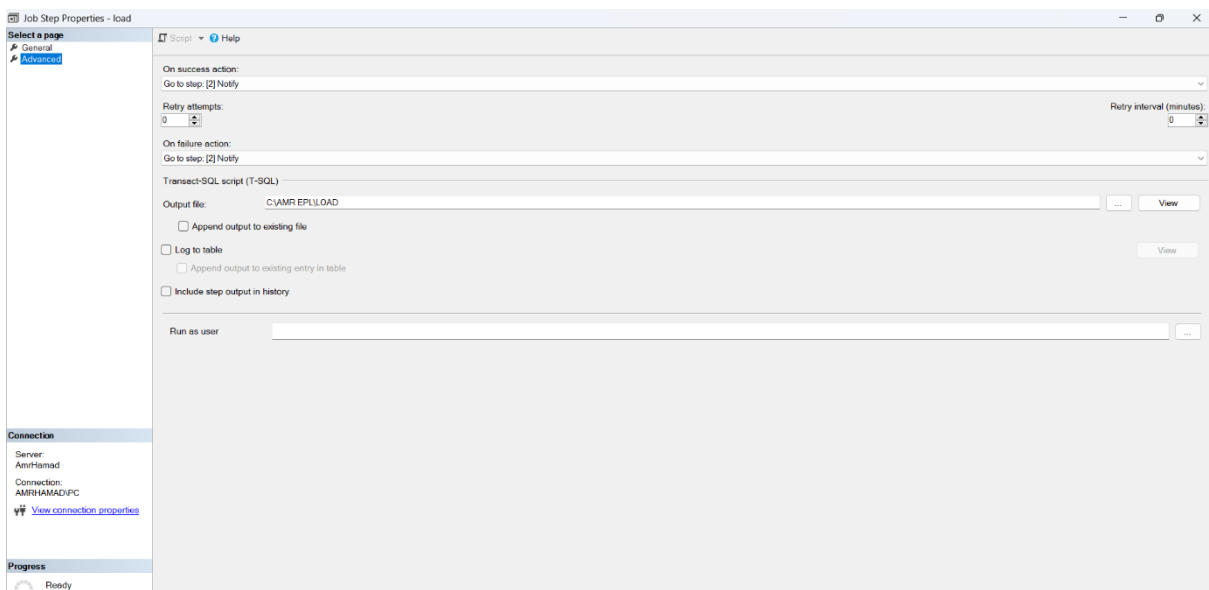 Job Step Properties - load
Select a page
General
Advanced
Script Help
On success action:
Go to step: [2] Notify
Retry attempts: Retry interval (minutes):
0 0
On failure action:
Go to step: [2] Notify
Transact-SQL script (T-SQL)
Output file: C:\AMR EPL\LOAD ... View
Append output to existing file
Log to table View
Append output to existing entry in table
Include step output in history
Run as user ...
Connection
Server:
AmrHamad
Connection:
AMRHAMAD\PC
View connection properties
Progress
Ready